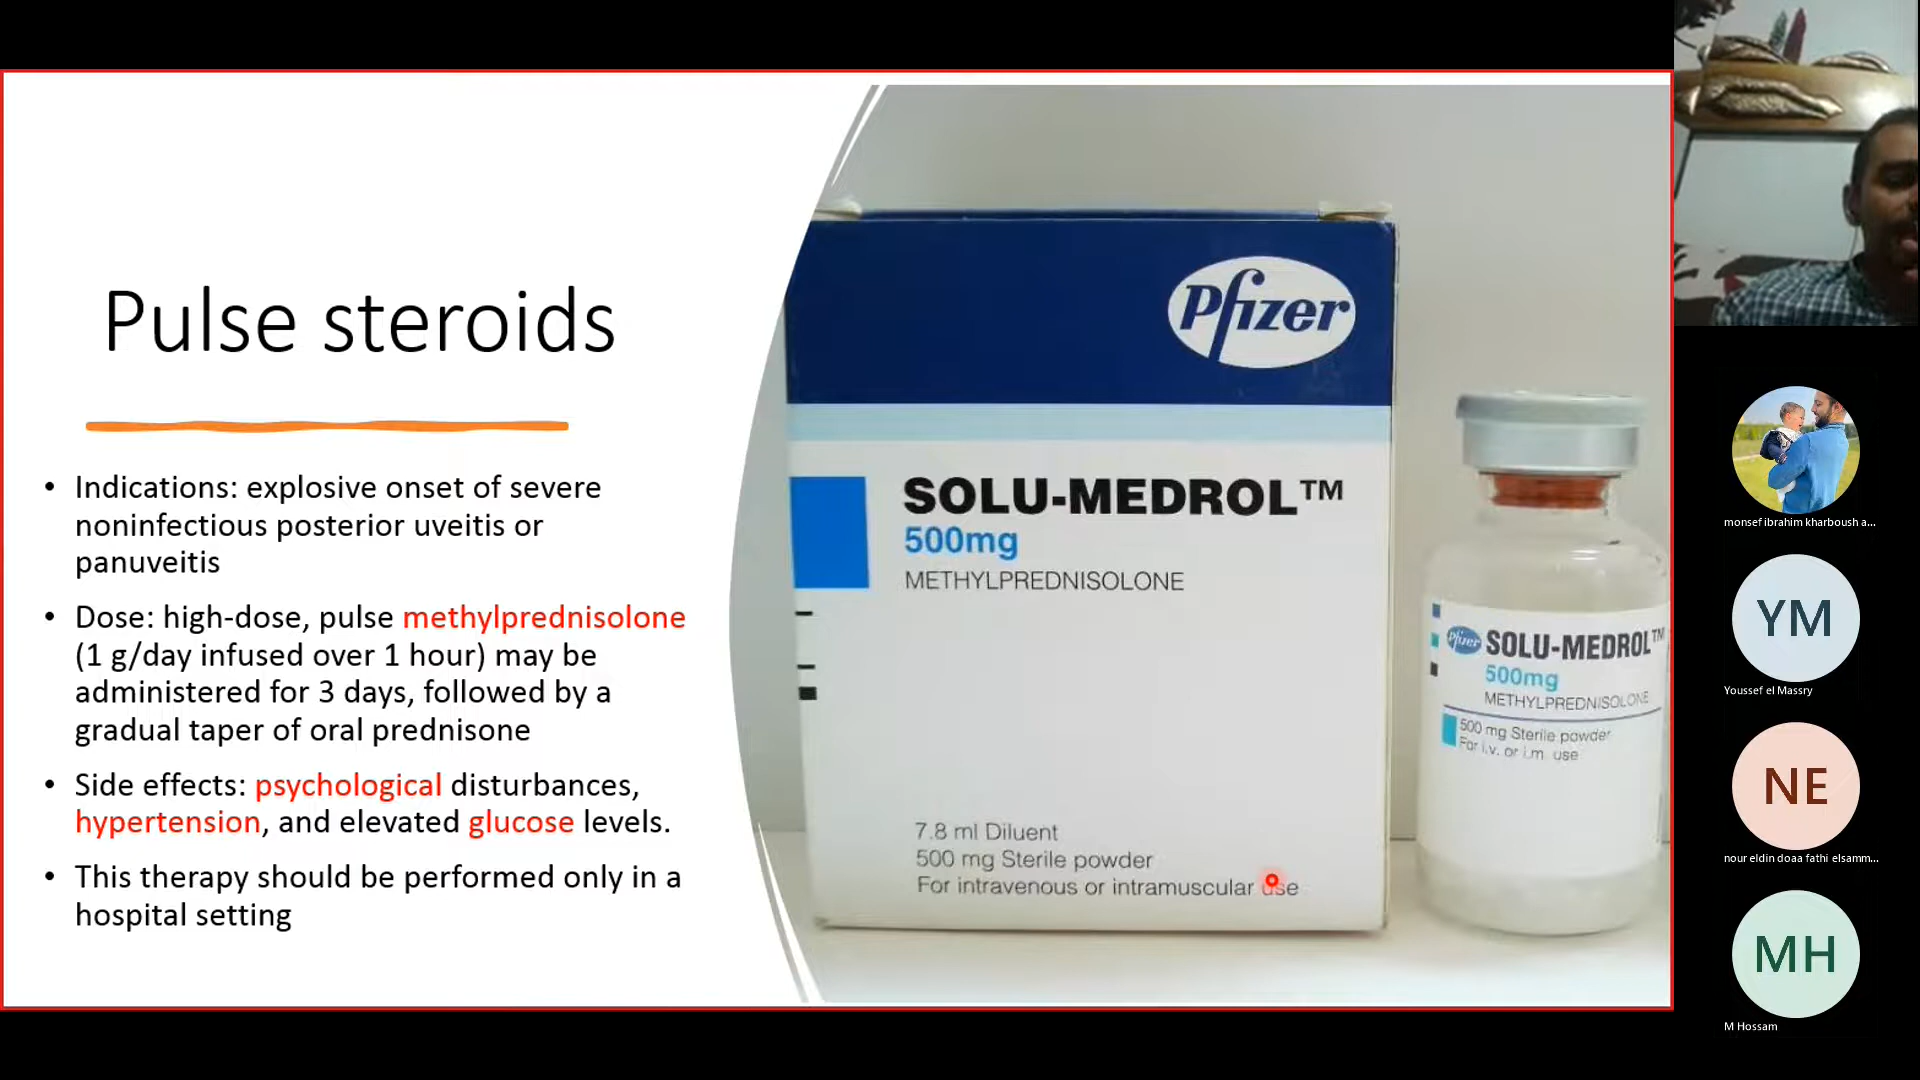 Pulse steroids
• Indications: explosive onset of severe
noninfectious posterior uveitis or
panuveitis
• Dose: high-dose, pulse methylprednisolone
(1 g/day infused over 1 hour) may be
administered for 3 days, followed by a
gradual taper of oral prednisone
• Side effects: psychological disturbances,
hypertension, and elevated glucose levels.
• This therapy should be performed only in a
hospital setting
Pfizer
SOLU-MEDROL™
500mg
METHYLPREDNISOLONE
7.8 ml Diluent
500 mg Sterile powder
For intravenous or intramuscular use
Pfizer SOLU-MEDROL™
500mg
METHYLPREDNISOLONE
500 mg Sterile powder
For i.v. or i.m. use
monsef ibrahim kharboush a...
YM
Youssef el Massry
NE
nour eldin doaa fathi elsamm...
MH
M Hossam